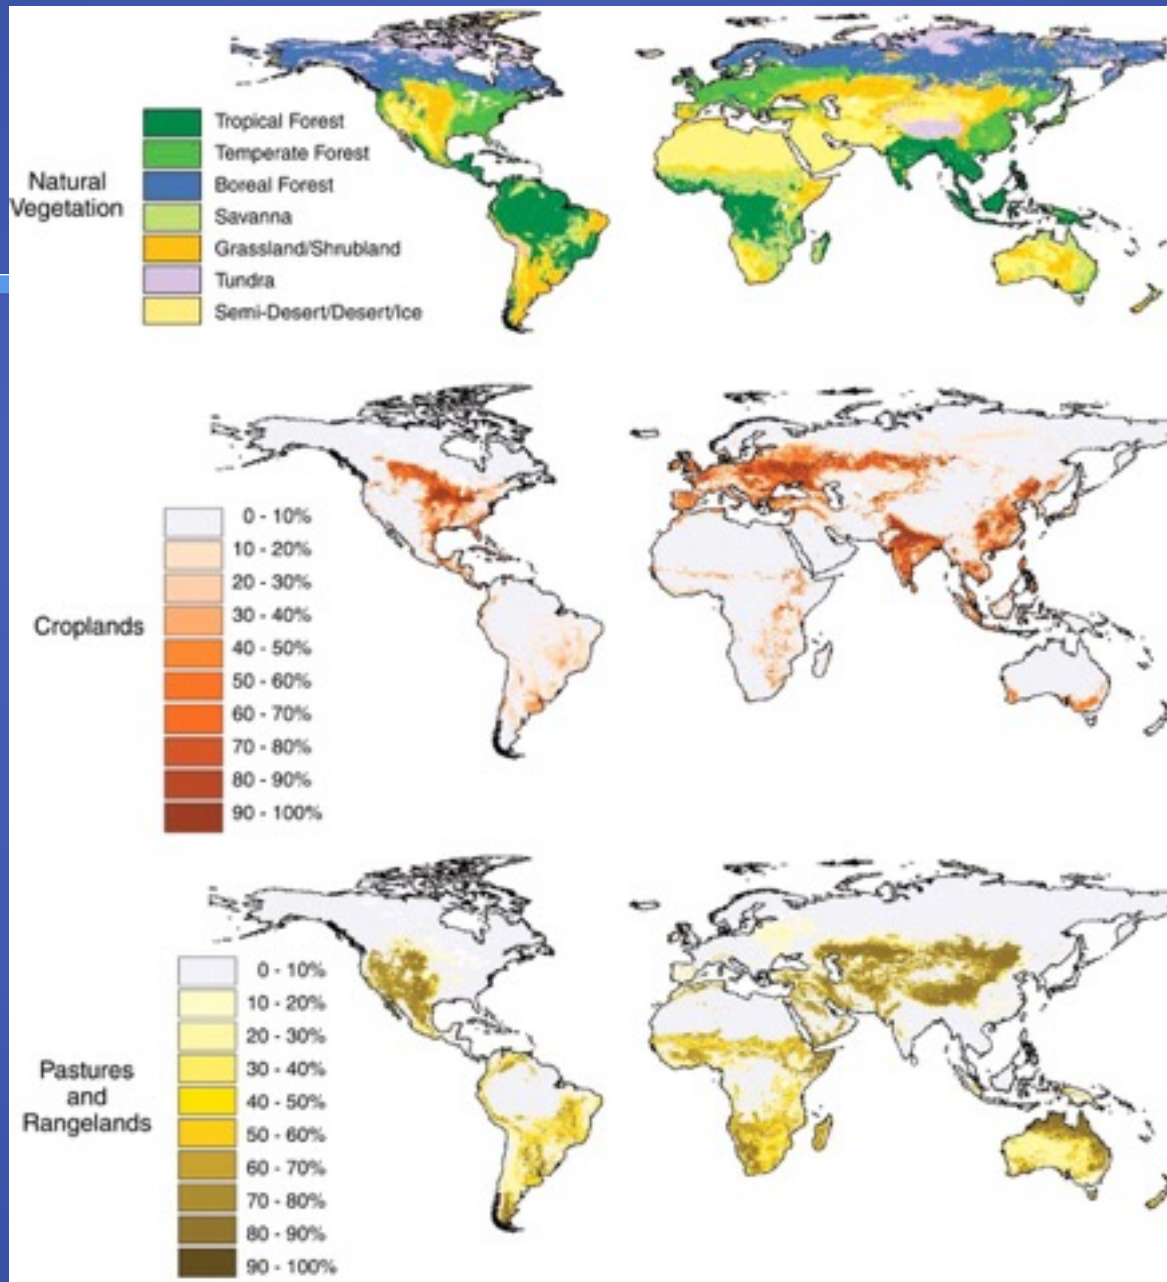 Natural
Vegetation
Tropical Forest
Temperate Forest
Boreal Forest
Savanna
Grassland/Shrubland
Tundra
Semi-Desert/Desert/Ice
Croplands
0 - 10%
10 - 20%
20 - 30%
30 - 40%
40 - 50%
50 - 60%
60 - 70%
70 - 80%
80 - 90%
90 - 100%
Pastures
and
Rangelands
0 - 10%
10 - 20%
20 - 30%
30 - 40%
40 - 50%
50 - 60%
60 - 70%
70 - 80%
80 - 90%
90 - 100%